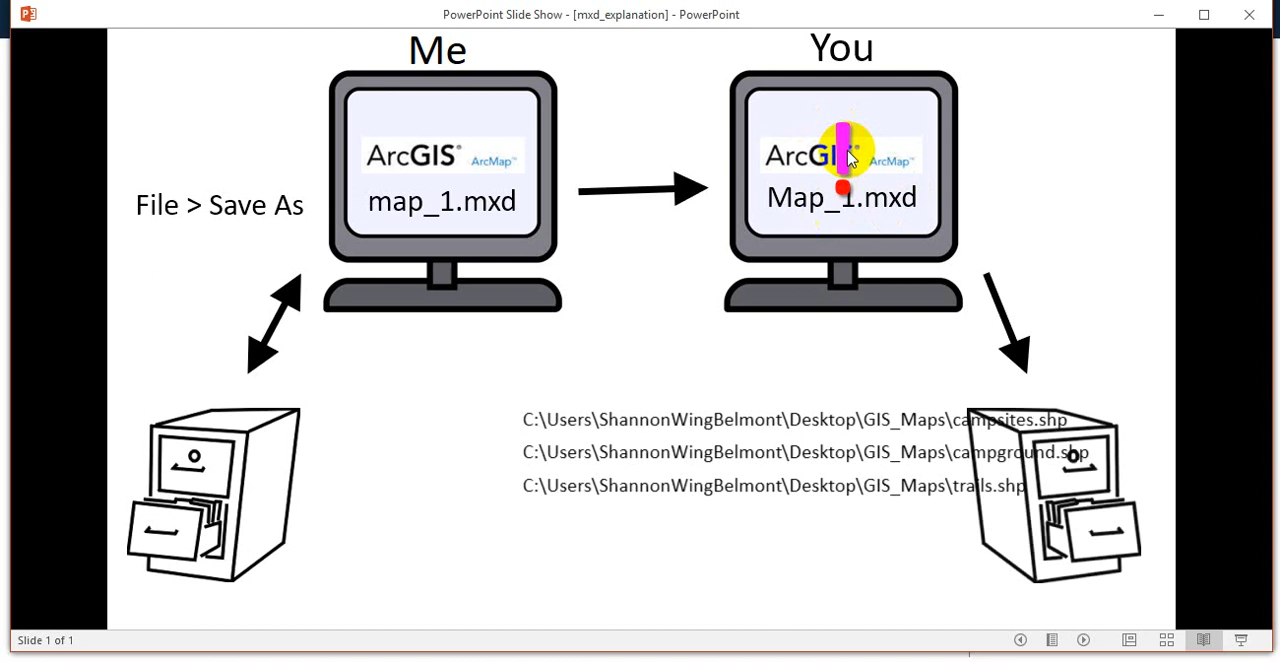 PowerPoint Slide Show - [mxd_explanation] - PowerPoint
Me
You
ArcGIS® ArcMap™
map_1.mxd
ArcGIS® ArcMap™
Map_1.mxd
File > Save As
C:\Users\ShannonWingBelmont\Desktop\GIS_Maps\campsites.shp
C:\Users\ShannonWingBelmont\Desktop\GIS_Maps\campground.shp
C:\Users\ShannonWingBelmont\Desktop\GIS_Maps\trails.shp
Slide 1 of 1